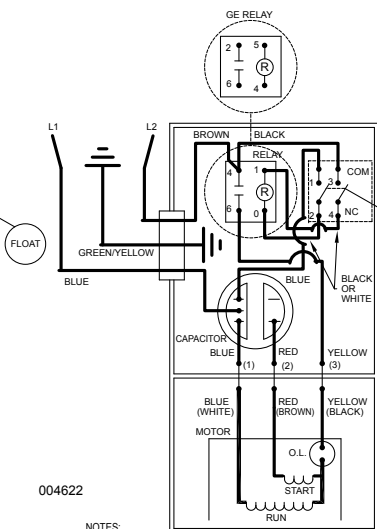 GE RELAY
2 5
R
6 4
L1 L2
BROWN BLACK
RELAY
COM
4 1
1 3
R
6 0
2 4 NC
FLOAT
GREEN/YELLOW
BLUE
BLUE
BLACK
OR
WHITE
CAPACITOR
BLUE RED YELLOW
(1) (2) (3)
BLUE RED YELLOW
(WHITE) (BROWN) (BLACK)
MOTOR
O.L.
START
RUN
004622
NOTES: